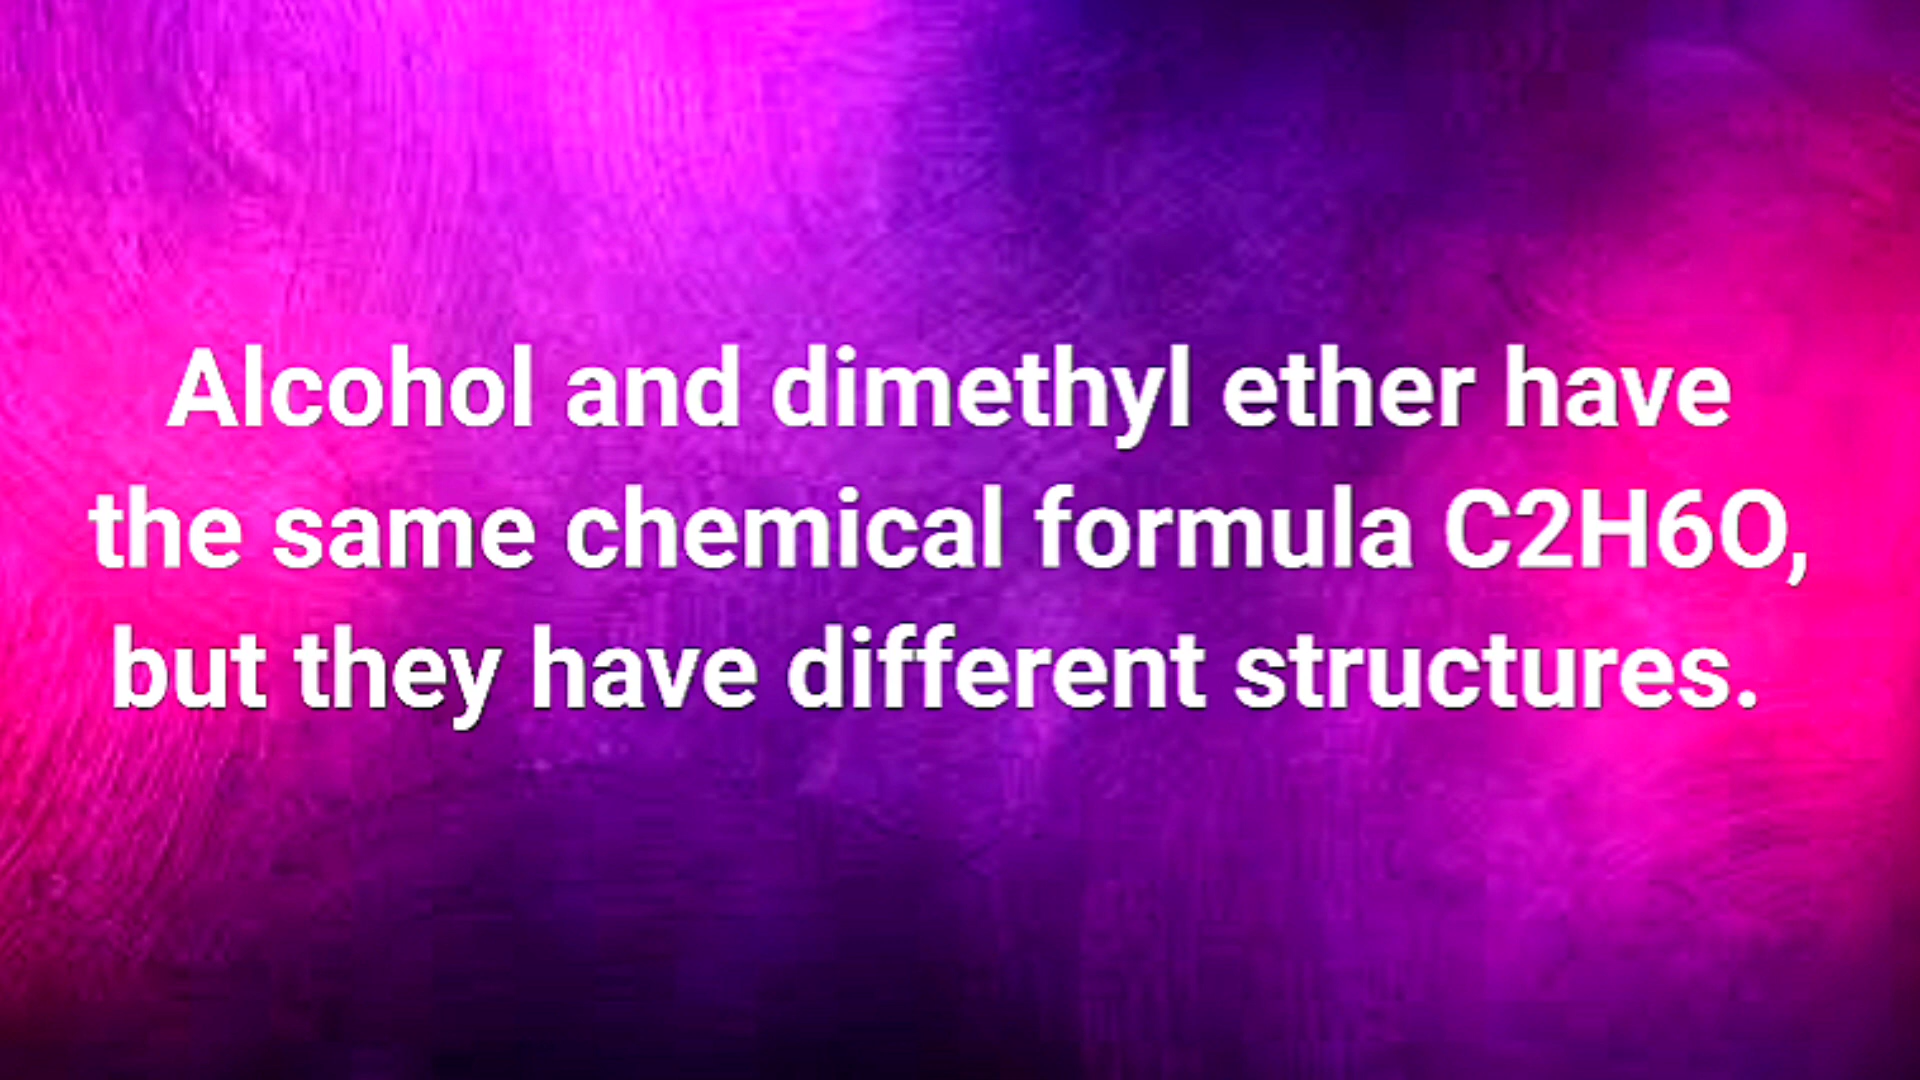 Alcohol and dimethyl ether have
the same chemical formula C2H6O,
but they have different structures.